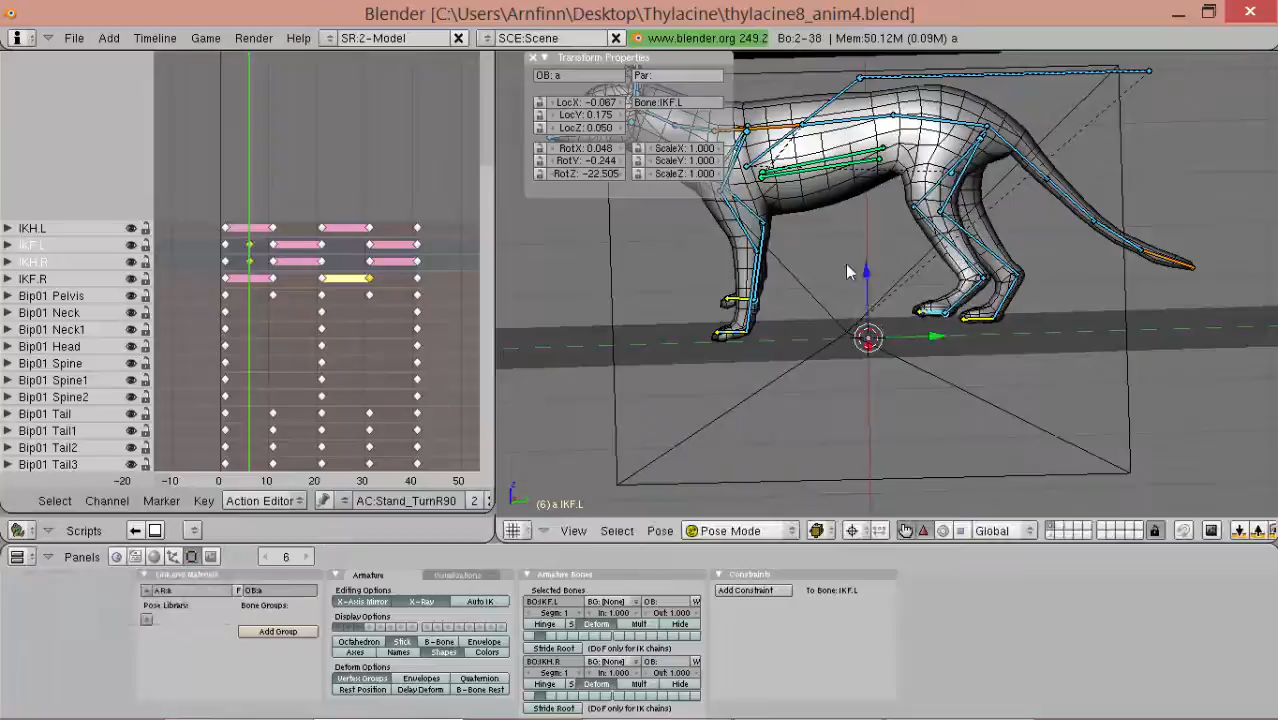 Blender [C:\Users\Arnfinn\Desktop\Thylacine\thylacine8_anim4.blend]
File Add Timeline Game Render Help SR:2-Model SCE:Scene www.blender.org 249.2 Bo:2-38 | Mem:50.12M (0.09M) a
Transform Properties
OB: a Par:
LocX: -0.067 Bone:IKF.L
LocY: 0.175
LocZ: 0.050
RotX: 0.048 ScaleX: 1.000
RotY: -0.244 ScaleY: 1.000
RotZ: -22.505 ScaleZ: 1.000
IKH.L
IKF.L
IKH.R
IKF.R
Bip01 Pelvis
Bip01 Neck
Bip01 Neck1
Bip01 Head
Bip01 Spine
Bip01 Spine1
Bip01 Spine2
Bip01 Tail
Bip01 Tail1
Bip01 Tail2
Bip01 Tail3
-20 -10 0 10 20 30 40 50
z
(6) a IKF.L
Select Channel Marker Key Action Editor AC:Stand_TurnR90 2
Scripts
View Select Pose Pose Mode Global
Panels 6
Link and Materials
AR:a F OB:a
Pose Library: Bone Groups:
Add Group
Armature Visualizations
Editing Options
X-Axis Mirror X-Ray Auto IK
Display Options
Octahedron Stick B-Bone Envelope
Axes Names Shapes Colors
Deform Options
Vertex Groups Envelopes Quaternion
Rest Position Delay Deform B-Bone Rest
Armature Bones
Selected Bones
BO:IKF.L BG: [None] OB: W
Segm: 1 In: 1.000 Out: 1.000
Hinge S Deform Mult Hide
Stride Root (DoF only for IK chains)
BO:IKH.R BG: [None] OB: W
Segm: 1 In: 1.000 Out: 1.000
Hinge S Deform Mult Hide
Stride Root (DoF only for IK chains)
Constraints
Add Constraint To Bone: IKF.L